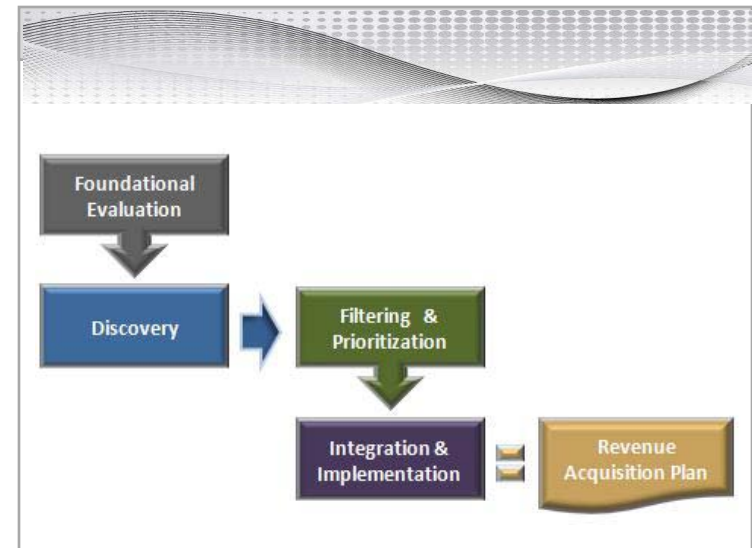 Foundational
Evaluation
Discovery
Filtering &
Prioritization
Integration &
Implementation
Revenue
Acquisition Plan